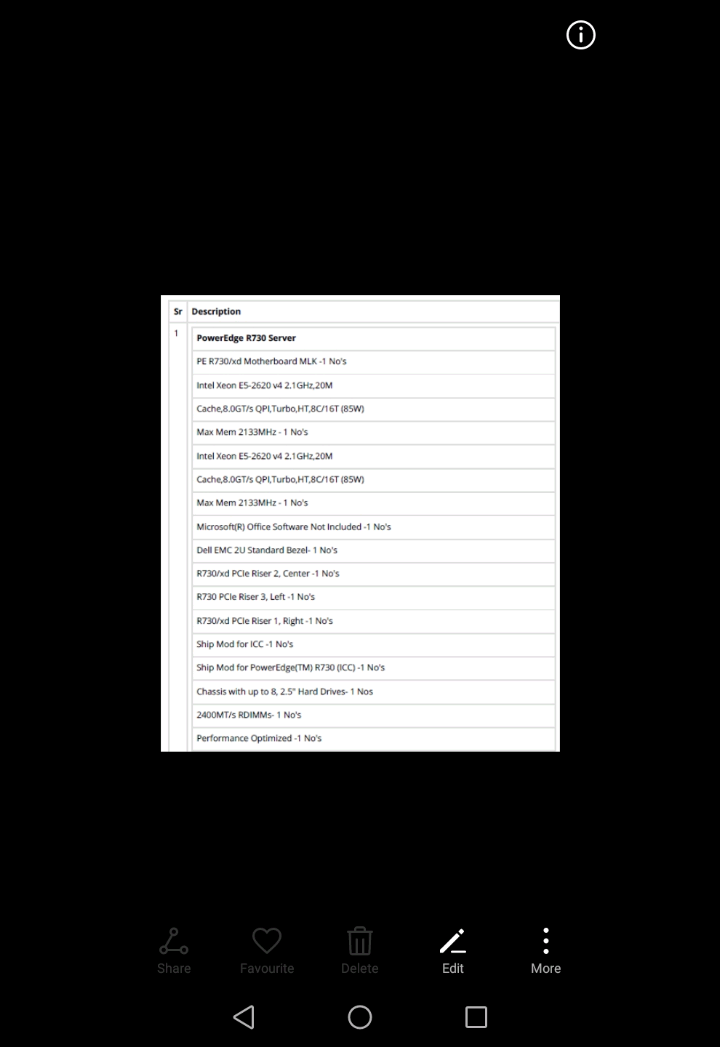 Sr Description
1 PowerEdge R730 Server
PE R730/xd Motherboard MLK -1 No's
Intel Xeon E5-2620 v4 2.1GHz,20M
Cache,8.0GT/s QPI,Turbo,HT,8C/16T (85W)
Max Mem 2133MHz - 1 No's
Intel Xeon E5-2620 v4 2.1GHz,20M
Cache,8.0GT/s QPI,Turbo,HT,8C/16T (85W)
Max Mem 2133MHz - 1 No's
Microsoft(R) Office Software Not Included -1 No's
Dell EMC 2U Standard Bezel- 1 No's
R730/xd PCIe Riser 2, Center -1 No's
R730 PCIe Riser 3, Left -1 No's
R730/xd PCIe Riser 1, Right -1 No's
Ship Mod for ICC -1 No's
Ship Mod for PowerEdge(TM) R730 (ICC) -1 No's
Chassis with up to 8, 2.5" Hard Drives- 1 Nos
2400MT/s RDIMMs- 1 No's
Performance Optimized -1 No's
Share Favourite Delete Edit More